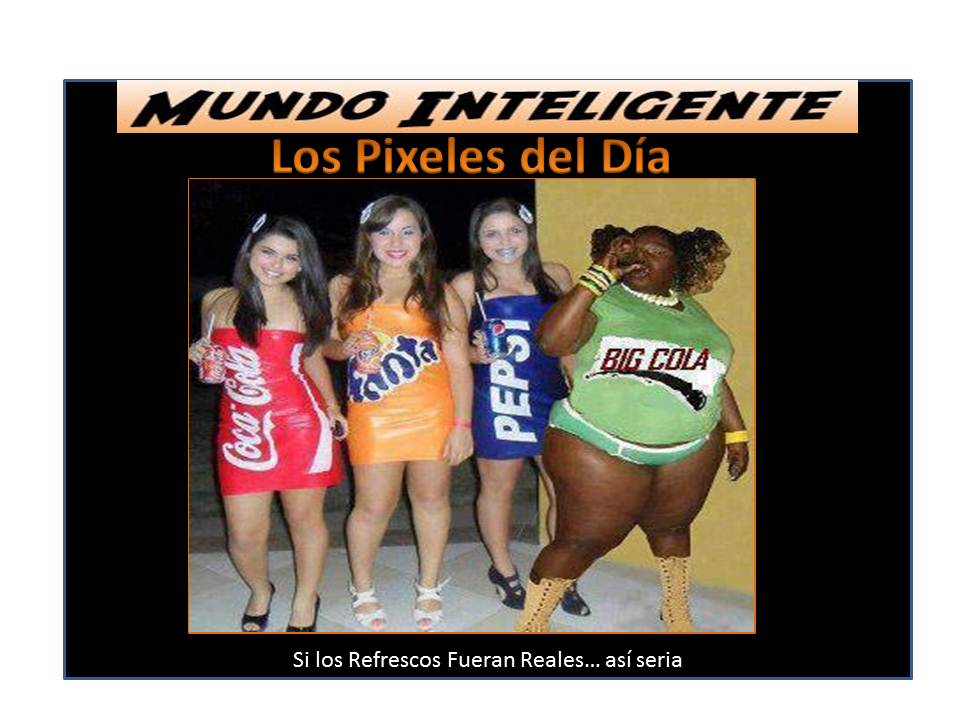 MUNDO INTELIGENTE
Los Pixeles del Día
Coca-Cola
Fanta
PEPSI
BIG COLA
Si los Refrescos Fueran Reales... así seria